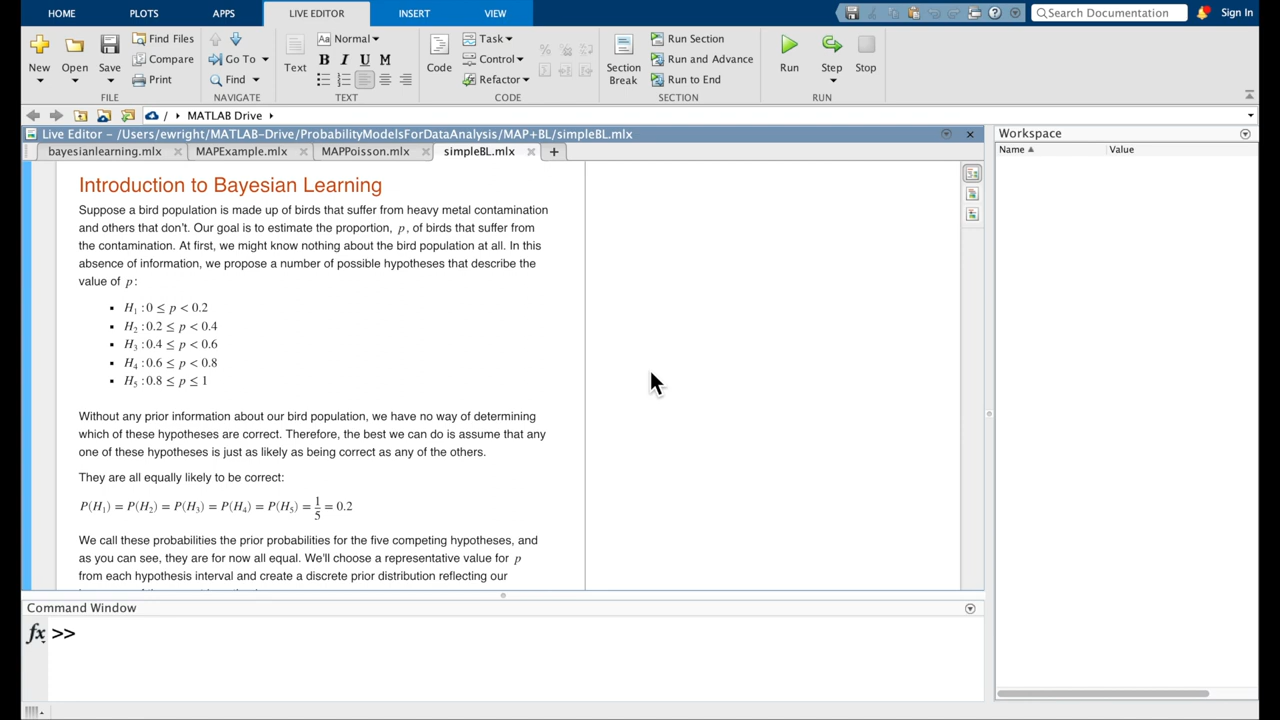 HOME PLOTS APPS LIVE EDITOR INSERT VIEW Search Documentation Sign In
New Open Save Find Files Compare Print
FILE
Go To Find
NAVIGATE
Text Aa Normal B I U M
TEXT
Code Task Control Refactor
CODE
Section Break Run Section Run and Advance Run to End
SECTION
Run Step Stop
RUN
/ MATLAB Drive
Live Editor - /Users/ewright/MATLAB-Drive/ProbabilityModelsForDataAnalysis/MAP+BL/simpleBL.mlx
bayesianlearning.mlx MAPExample.mlx MAPPoisson.mlx simpleBL.mlx
Introduction to Bayesian Learning
Suppose a bird population is made up of birds that suffer from heavy metal contamination
and others that don't. Our goal is to estimate the proportion, p, of birds that suffer from
the contamination. At first, we might know nothing about the bird population at all. In this
absence of information, we propose a number of possible hypotheses that describe the
value of p:
▪ H₁ : 0 ≤ p < 0.2
▪ H₂ : 0.2 ≤ p < 0.4
▪ H₃ : 0.4 ≤ p < 0.6
▪ H₄ : 0.6 ≤ p < 0.8
▪ H₅ : 0.8 ≤ p ≤ 1
Without any prior information about our bird population, we have no way of determining
which of these hypotheses are correct. Therefore, the best we can do is assume that any
one of these hypotheses is just as likely as being correct as any of the others.
They are all equally likely to be correct:
P(H₁) = P(H₂) = P(H₃) = P(H₄) = P(H₅) = 1/5 = 0.2
We call these probabilities the prior probabilities for the five competing hypotheses, and
as you can see, they are for now all equal. We'll choose a representative value for p
from each hypothesis interval and create a discrete prior distribution reflecting our
Workspace
Name Value
Command Window
fx >>